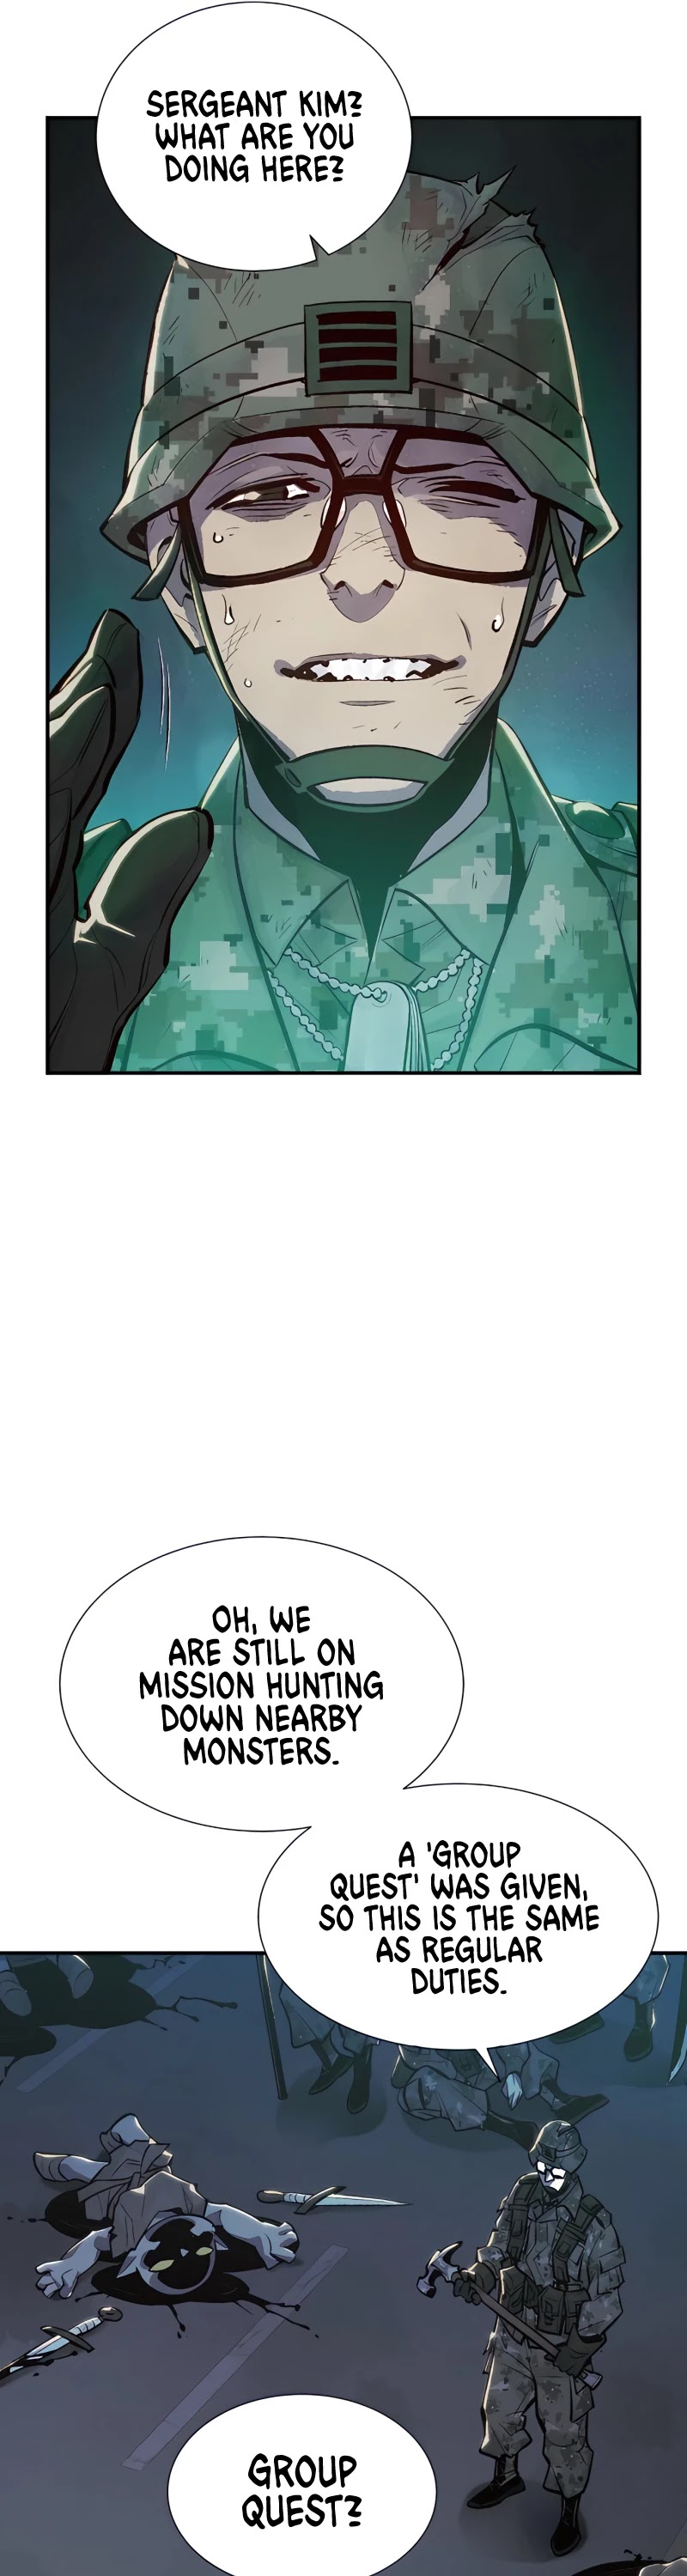 SERGEANT KIM?
WHAT ARE YOU
DOING HERE?
OH, WE
ARE STILL ON
MISSION HUNTING
DOWN NEARBY
MONSTERS.
A 'GROUP
QUEST' WAS GIVEN,
SO THIS IS THE SAME
AS REGULAR
DUTIES.
GROUP
QUEST?